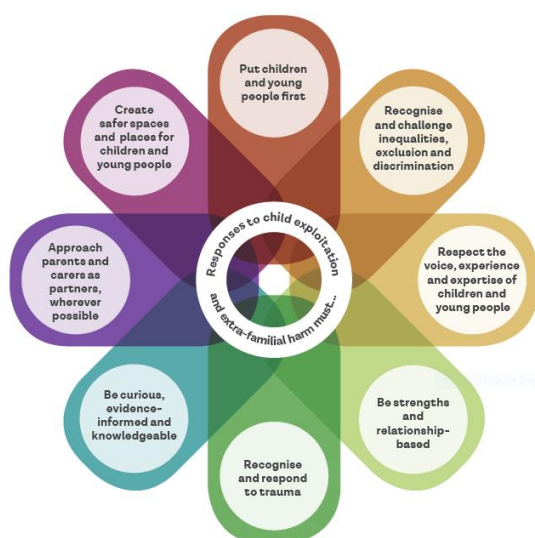 Put children
and young
people first
Recognise
and challenge
inequalities,
exclusion and
discrimination
Respect the
voice, experience
and expertise of
children and
young people
Be strengths
and
relationship-
based
Recognise
and respond
to trauma
Be curious,
evidence-
informed and
knowledgeable
Approach
parents and
carers as
partners,
wherever
possible
Create
safer spaces
and places for
children and
young people
Responses to child exploitation
and extra-familial harm must...